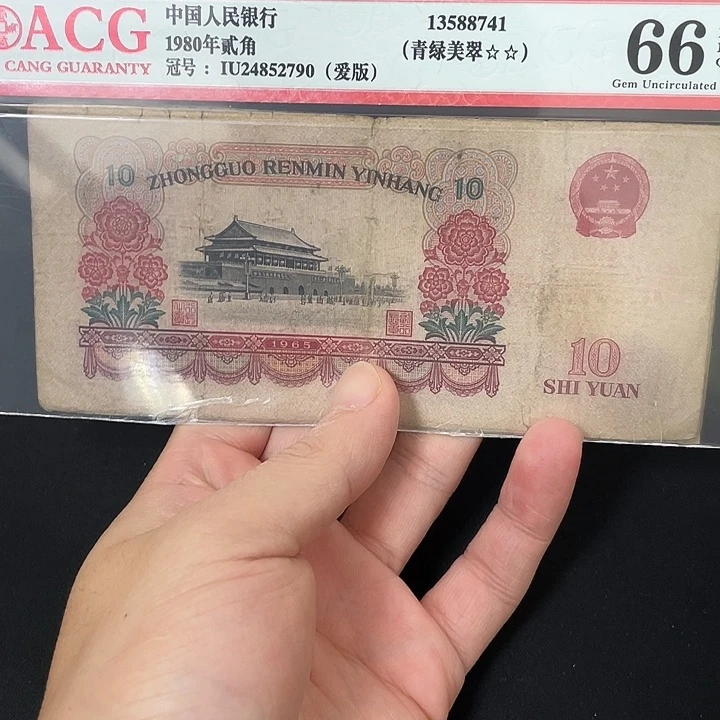 ACG
CANG GUARANTY
中国人民银行
1980年贰角
冠号：IU24852790（爱版）
13588741
（青绿美翠☆☆）
66
Gem Uncirculated
10 ZHONGGUO RENMIN YINHANG 10
1965
10
SHI YUAN